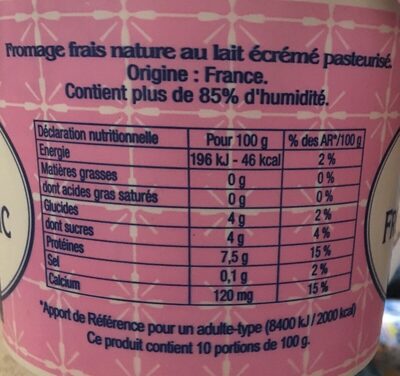 Fromage frais nature au lait écrémé pasteurisé.
Origine : France.
Contient plus de 85% d'humidité.
Déclaration nutritionnelle Pour 100 g % des AR*/100 g
Energie 196 kJ - 46 kcal 2 %
Matières grasses 0 g 0 %
dont acides gras saturés 0 g 0 %
Glucides 4 g 2 %
dont sucres 4 g 4 %
Protéines 7,5 g 15 %
Sel 0,1 g 2 %
Calcium 120 mg 15 %
*Apport de Référence pour un adulte-type (8400 kJ / 2000 kcal)
Ce produit contient 10 portions de 100 g.